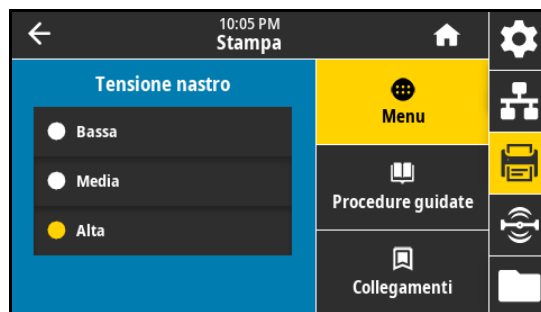 10:05 PM
Stampa
Tensione nastro
Bassa
Media
Alta
Menu
Procedure guidate
Collegamenti